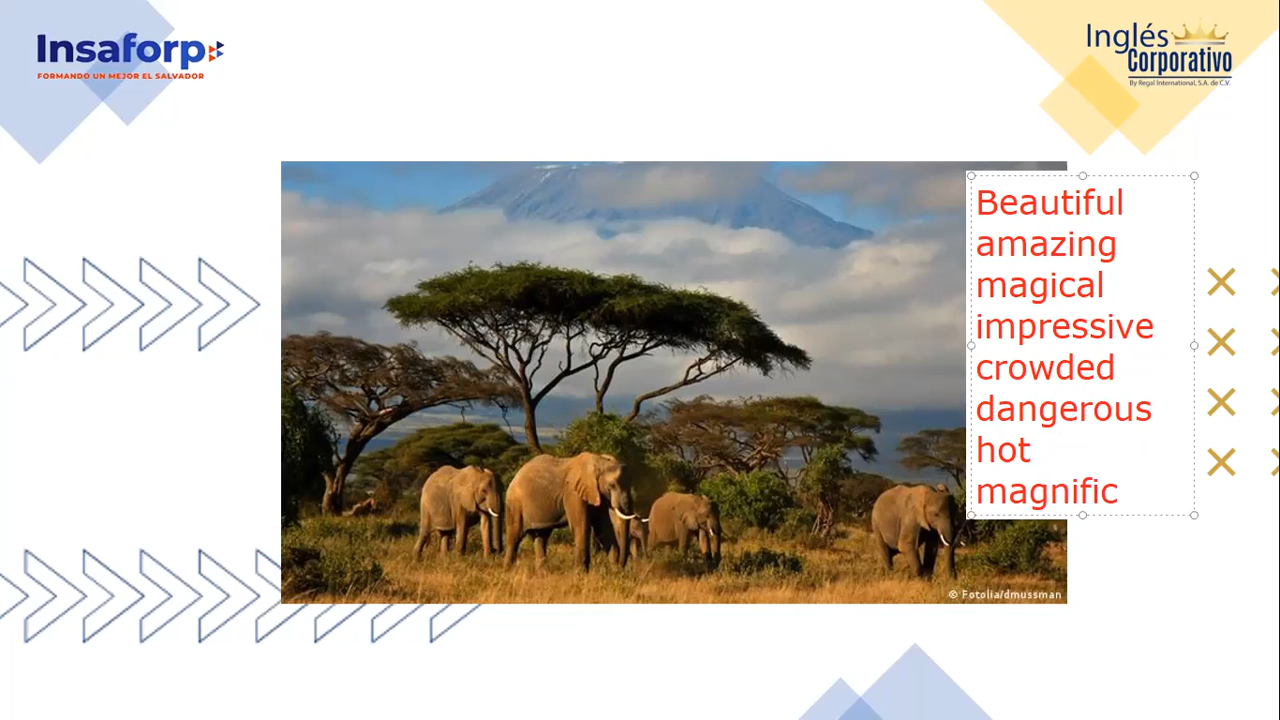 Insaforp
FORMANDO UN MEJOR EL SALVADOR
Inglés
Corporativo
By Regal International, S.A. de C.V.
Beautiful
amazing
magical
impressive
crowded
dangerous
hot
magnific
© Fotolia/dmussman